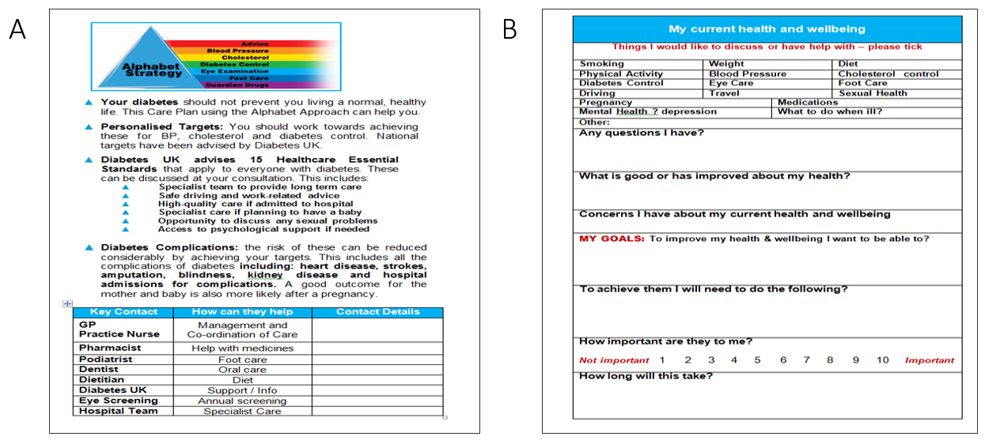 A
Alphabet
Strategy
Advice
Blood Pressure
Cholesterol
Diabetes Control
Eye Examination
Foot Care
Guardian Drugs
Your diabetes should not prevent you living a normal, healthy
life. This Care Plan using the Alphabet Approach can help you.
Personalised Targets: You should work towards achieving
these for BP, cholesterol and diabetes control. National
targets have been advised by Diabetes UK.
Diabetes UK advises 15 Healthcare Essential
Standards that apply to everyone with diabetes. These
can be discussed at your consultation. This includes:
Specialist team to provide long term care
Safe driving and work-related advice
High-quality care if admitted to hospital
Specialist care if planning to have a baby
Opportunity to discuss any sexual problems
Access to psychological support if needed
Diabetes Complications: the risk of these can be reduced
considerably by achieving your targets. This includes all the
complications of diabetes including: heart disease, strokes,
amputation, blindness, kidney disease and hospital
admissions for complications. A good outcome for the
mother and baby is also more likely after a pregnancy.
Key Contact How can they help Contact Details
GP Management and
Practice Nurse Co-ordination of Care
Pharmacist Help with medicines
Podiatrist Foot care
Dentist Oral care
Dietitian Diet
Diabetes UK Support / Info
Eye Screening Annual screening
Hospital Team Specialist Care
B
My current health and wellbeing
Things I would like to discuss or have help with – please tick
Smoking Weight Diet
Physical Activity Blood Pressure Cholesterol control
Diabetes Control Eye Care Foot Care
Driving Travel Sexual Health
Pregnancy Medications
Mental Health ? depression What to do when ill?
Other:
Any questions I have?
What is good or has improved about my health?
Concerns I have about my current health and wellbeing
MY GOALS: To improve my health & wellbeing I want to be able to?
To achieve them I will need to do the following?
How important are they to me?
Not important 1 2 3 4 5 6 7 8 9 10 Important
How long will this take?